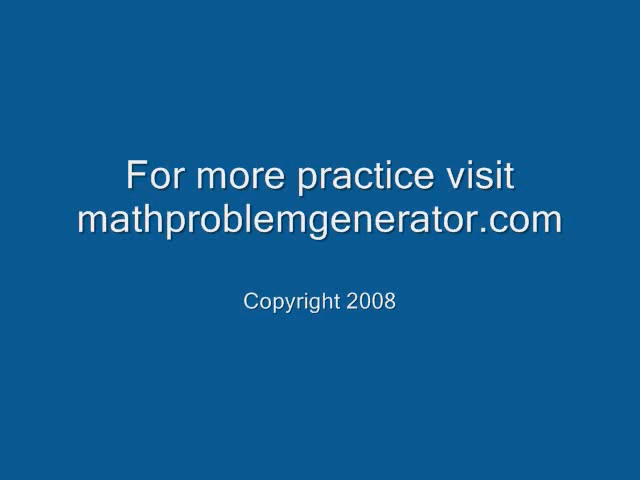 For more practice visit
mathproblemgenerator.com
Copyright 2008